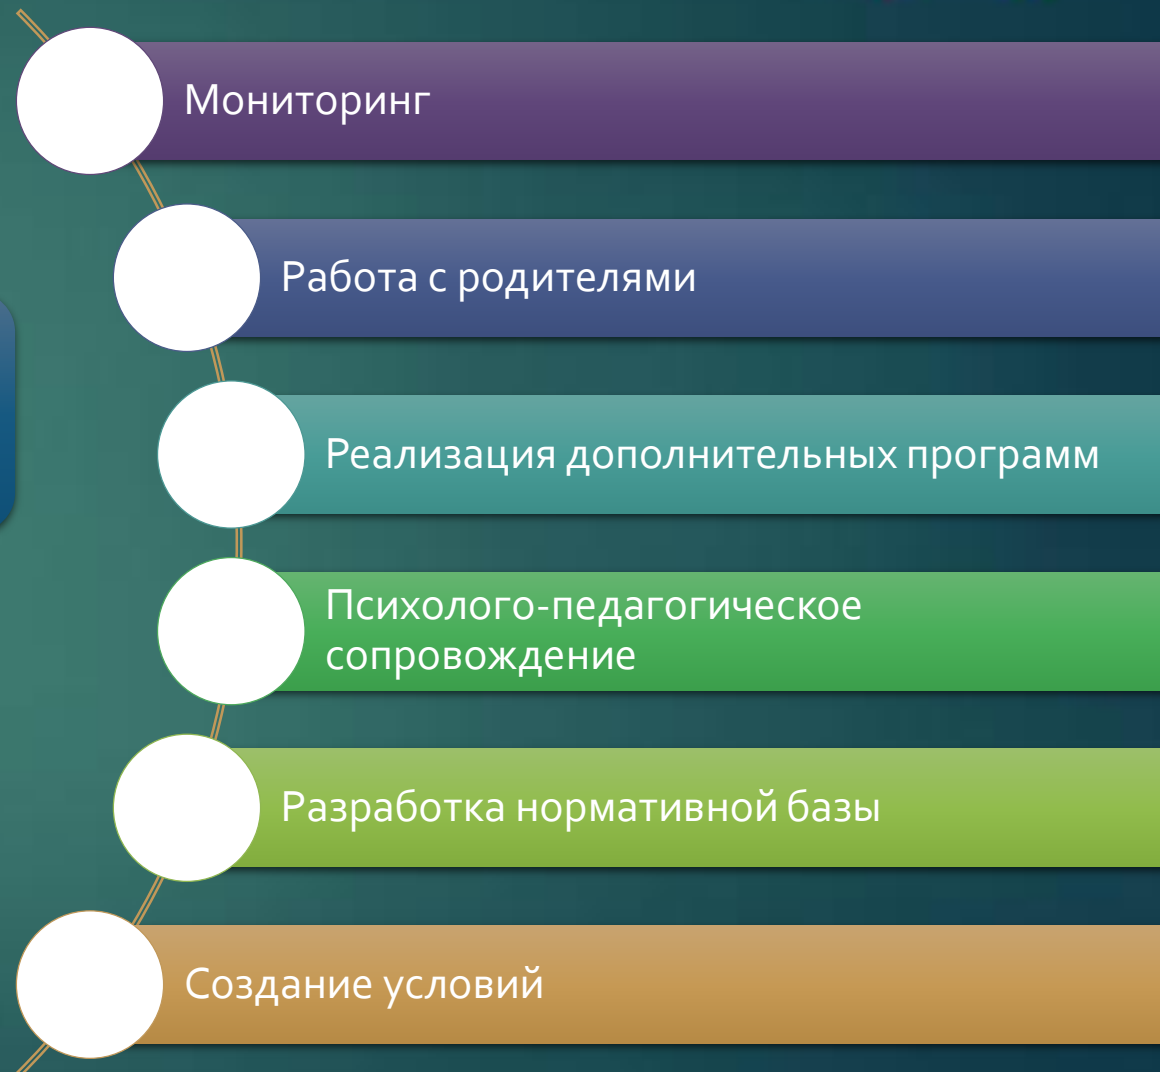 Мониторинг
Работа с родителями
Реализация дополнительных программ
Психолого-педагогическое
сопровождение
Разработка нормативной базы
Создание условий